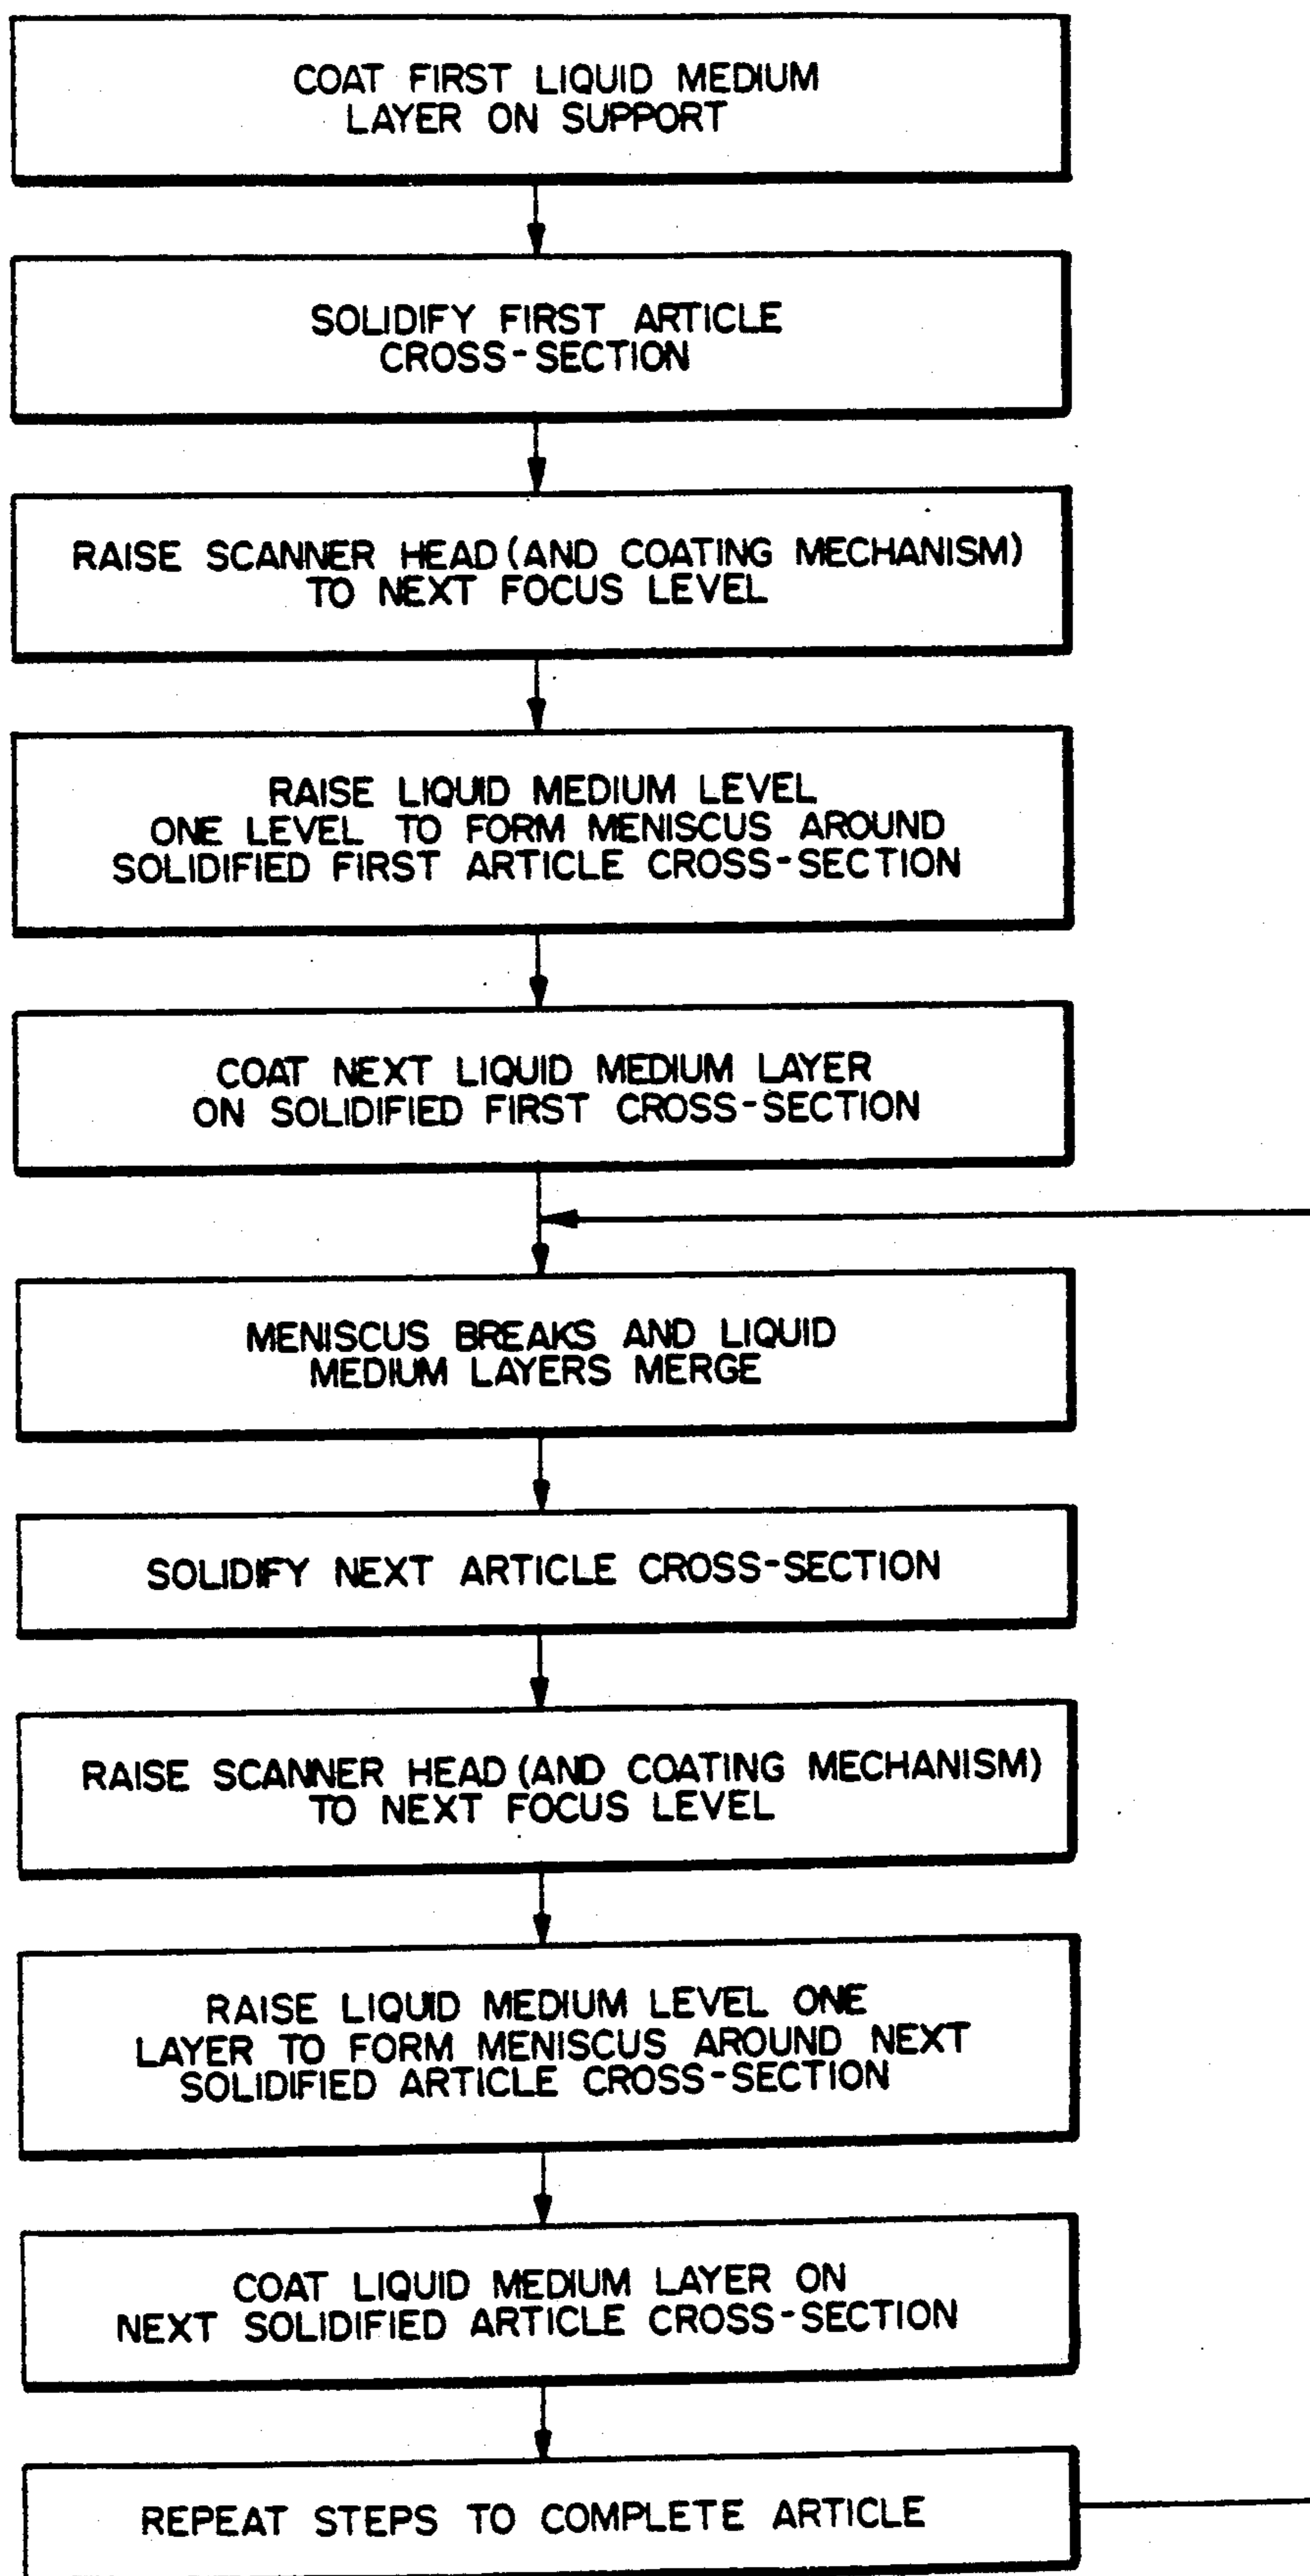 COAT FIRST LIQUID MEDIUM
LAYER ON SUPPORT
SOLIDIFY FIRST ARTICLE
CROSS-SECTION
RAISE SCANNER HEAD (AND COATING MECHANISM)
TO NEXT FOCUS LEVEL
RAISE LIQUID MEDIUM LEVEL
ONE LEVEL TO FORM MENISCUS AROUND
SOLIDIFIED FIRST ARTICLE CROSS-SECTION
COAT NEXT LIQUID MEDIUM LAYER
ON SOLIDIFIED FIRST CROSS-SECTION
MENISCUS BREAKS AND LIQUID
MEDIUM LAYERS MERGE
SOLIDIFY NEXT ARTICLE CROSS-SECTION
RAISE SCANNER HEAD (AND COATING MECHANISM)
TO NEXT FOCUS LEVEL
RAISE LIQUID MEDIUM LEVEL ONE
LAYER TO FORM MENISCUS AROUND NEXT
SOLIDIFIED ARTICLE CROSS-SECTION
COAT LIQUID MEDIUM LAYER ON
NEXT SOLIDIFIED ARTICLE CROSS-SECTION
REPEAT STEPS TO COMPLETE ARTICLE